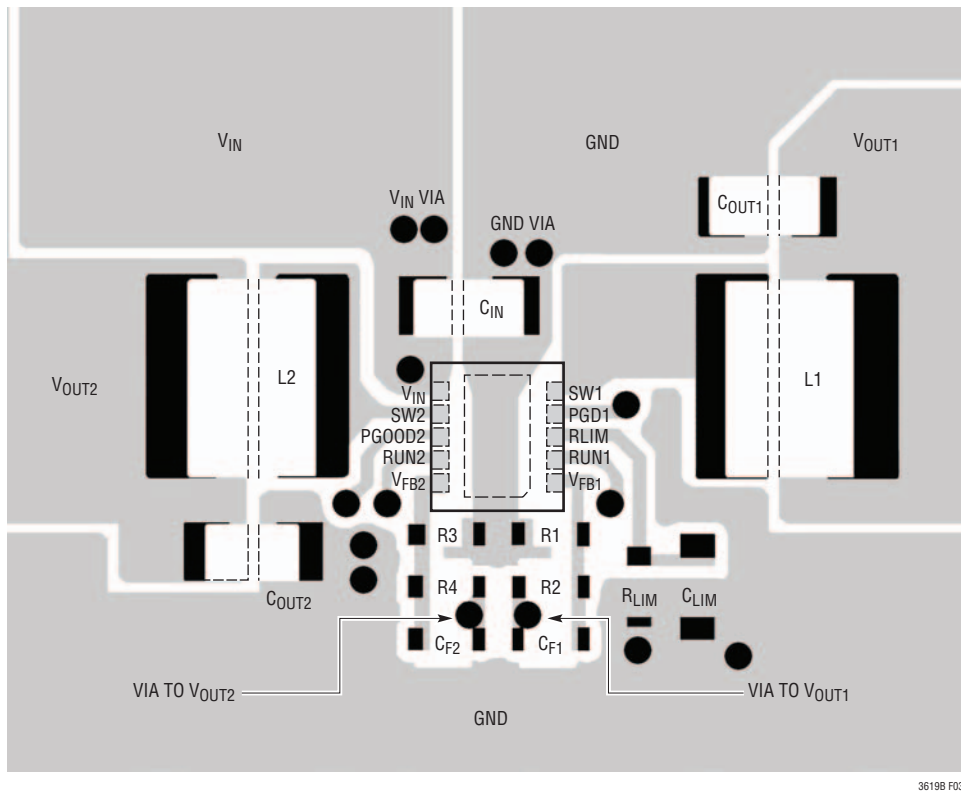 VIN
GND
VOUT1
COUT1
VIN VIA
GND VIA
CIN
L2
L1
VOUT2
VIN
SW2
PGOOD2
RUN2
VFB2
SW1
PGD1
RLIM
RUN1
VFB1
R3
R1
R4
R2
COUT2
CF2
CF1
RLIM
CLIM
VIA TO VOUT2
VIA TO VOUT1
GND
3619B F03